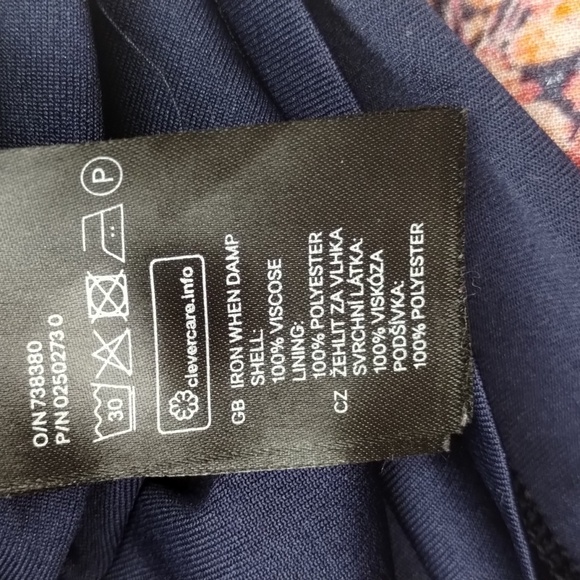 O/N 738380
P/N 0250273 0
30
P
clevercare.info
GB IRON WHEN DAMP
SHELL:
100% VISCOSE
LINING:
100% POLYESTER
CZ ŽEHLIT ZA VLHKA
SVRCHNÍ LÁTKA:
100% VISKÓZA
PODŠÍVKA:
100% POLYESTER